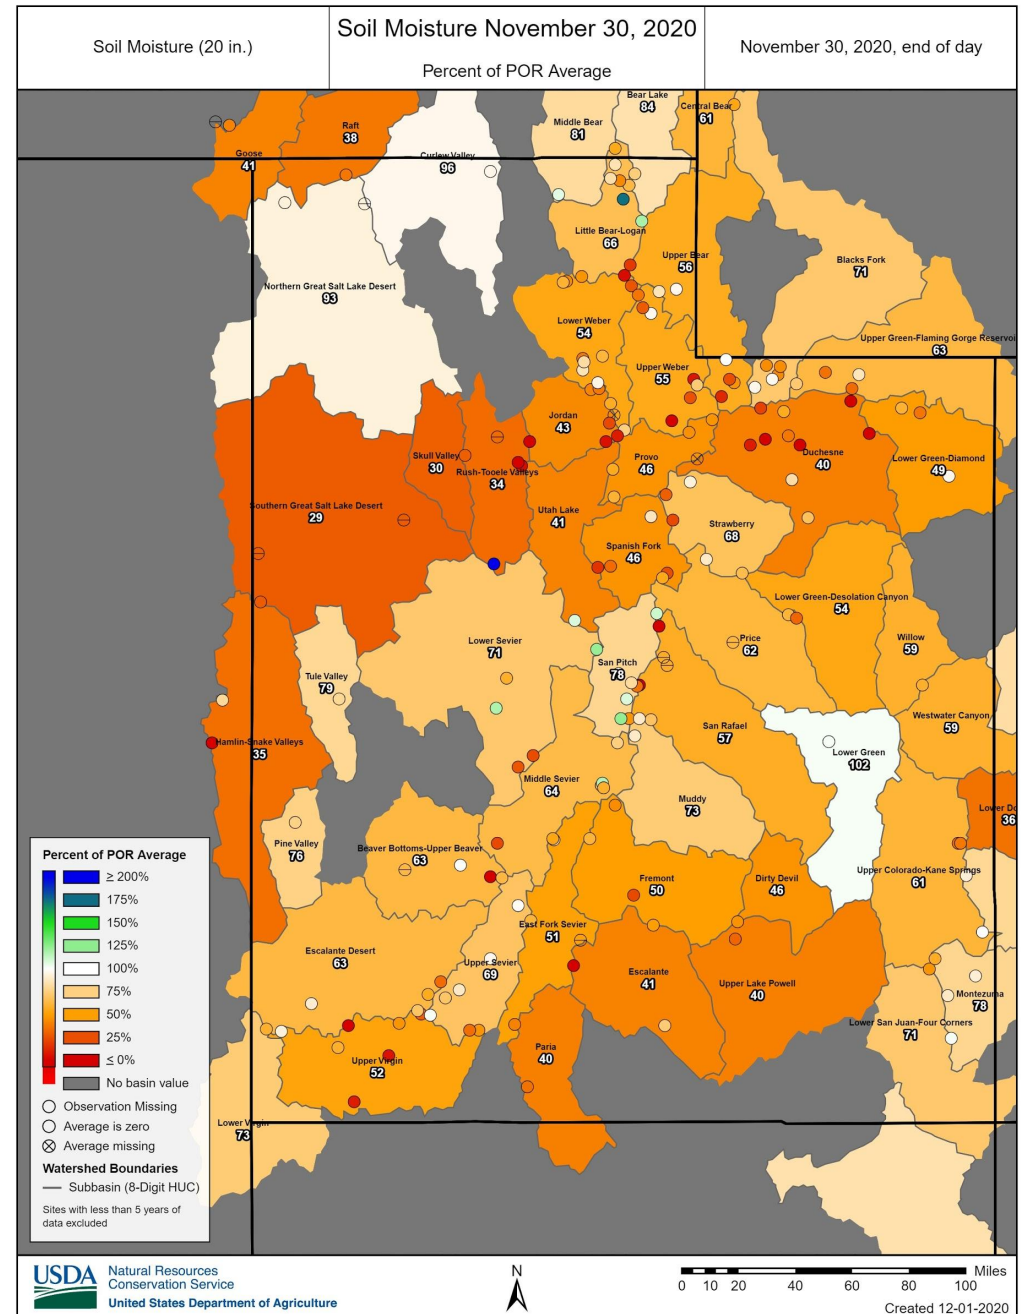 Soil Moisture (20 in.)
Soil Moisture November 30, 2020
Percent of POR Average
November 30, 2020, end of day
Bear Lake
84
Central Bear
61
Middle Bear
81
Raft
38
Goose
41
Curlew Valley
96
Little Bear-Logan
66
Upper Bear
56
Blacks Fork
71
Northern Great Salt Lake Desert
93
Lower Weber
54
Upper Green-Flaming Gorge Reservoi
63
Upper Weber
55
Jordan
43
Skull Valley
30
Rush-Tooele Valleys
34
Provo
46
Duchesne
40
Lower Green-Diamond
49
Southern Great Salt Lake Desert
29
Utah Lake
41
Strawberry
68
Spanish Fork
46
Lower Green-Desolation Canyon
54
Lower Sevier
71
Price
62
Willow
59
San Pitch
78
Tule Valley
79
San Rafael
57
Westwater Canyon
59
Hamlin-Snake Valleys
35
Lower Green
102
Middle Sevier
64
Muddy
73
Lower Do
36
Pine Valley
76
Beaver Bottoms-Upper Beaver
63
Fremont
50
Dirty Devil
46
Upper Colorado-Kane Springs
61
East Fork Sevier
51
Escalante Desert
63
Upper Sevier
69
Escalante
41
Upper Lake Powell
40
Montezuma
78
Lower San Juan-Four Corners
71
Paria
40
Upper Virgin
52
Lower Virgin
73
Percent of POR Average
≥ 200%
175%
150%
125%
100%
75%
50%
25%
≤ 0%
No basin value
Observation Missing
Average is zero
Average missing
Watershed Boundaries
Subbasin (8-Digit HUC)
Sites with less than 5 years of
data excluded
USDA
Natural Resources
Conservation Service
United States Department of Agriculture
N
Miles
0 10 20 40 60 80 100
Created 12-01-2020